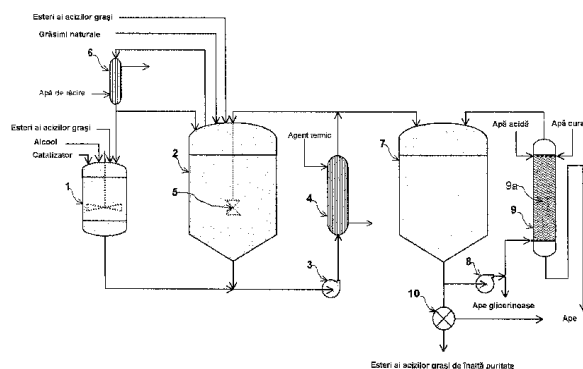 Esteri ai acizilor grași
Grăsimi naturale
6
Apă de răcire
Esteri ai acizilor grași
Alcool
Catalizator
1
2
5
Agent termic
4
3
7
Apă acidă
Apă cura
9a
9
8
Ape glicerinoase
10
Ape
Esteri ai acizilor grași de înaltă puritate